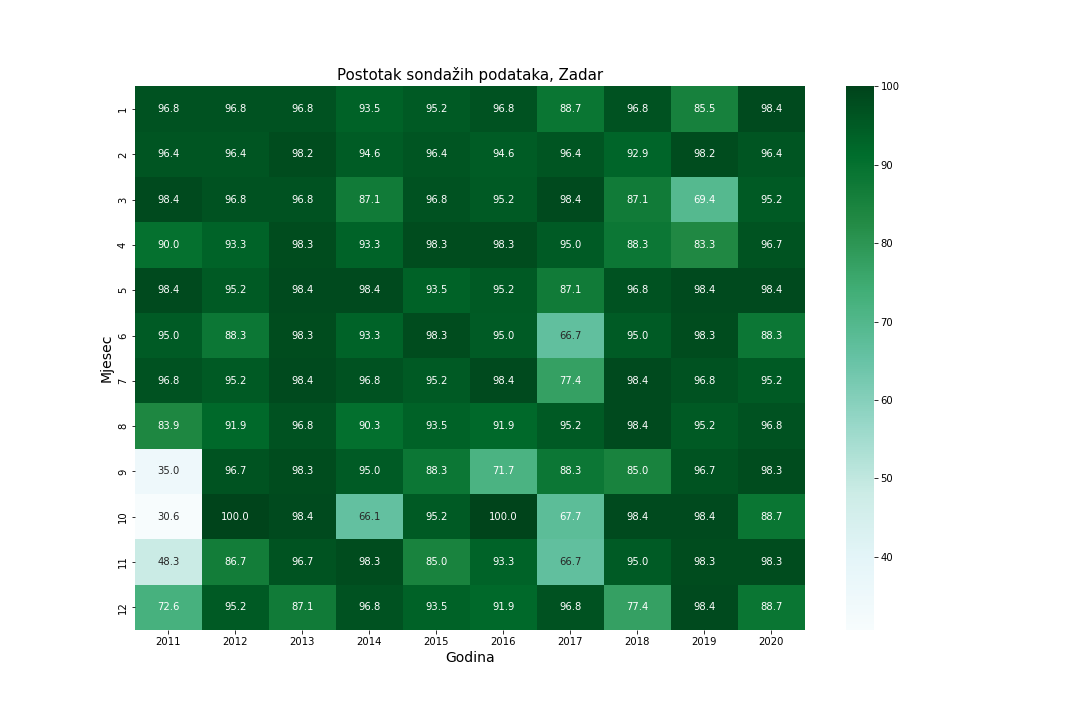 Postotak sondažih podataka, Zadar
1 96.8 96.8 96.8 93.5 95.2 96.8 88.7 96.8 85.5 98.4
2 96.4 96.4 98.2 94.6 96.4 94.6 96.4 92.9 98.2 96.4
3 98.4 96.8 96.8 87.1 96.8 95.2 98.4 87.1 69.4 95.2
4 90.0 93.3 98.3 93.3 98.3 98.3 95.0 88.3 83.3 96.7
5 98.4 95.2 98.4 98.4 93.5 95.2 87.1 96.8 98.4 98.4
6 95.0 88.3 98.3 93.3 98.3 95.0 66.7 95.0 98.3 88.3
7 96.8 95.2 98.4 96.8 95.2 98.4 77.4 98.4 96.8 95.2
8 83.9 91.9 96.8 90.3 93.5 91.9 95.2 98.4 95.2 96.8
9 35.0 96.7 98.3 95.0 88.3 71.7 88.3 85.0 96.7 98.3
10 30.6 100.0 98.4 66.1 95.2 100.0 67.7 98.4 98.4 88.7
11 48.3 86.7 96.7 98.3 85.0 93.3 66.7 95.0 98.3 98.3
12 72.6 95.2 87.1 96.8 93.5 91.9 96.8 77.4 98.4 88.7
2011 2012 2013 2014 2015 2016 2017 2018 2019 2020
Godina
Mjesec
100
90
80
70
60
50
40